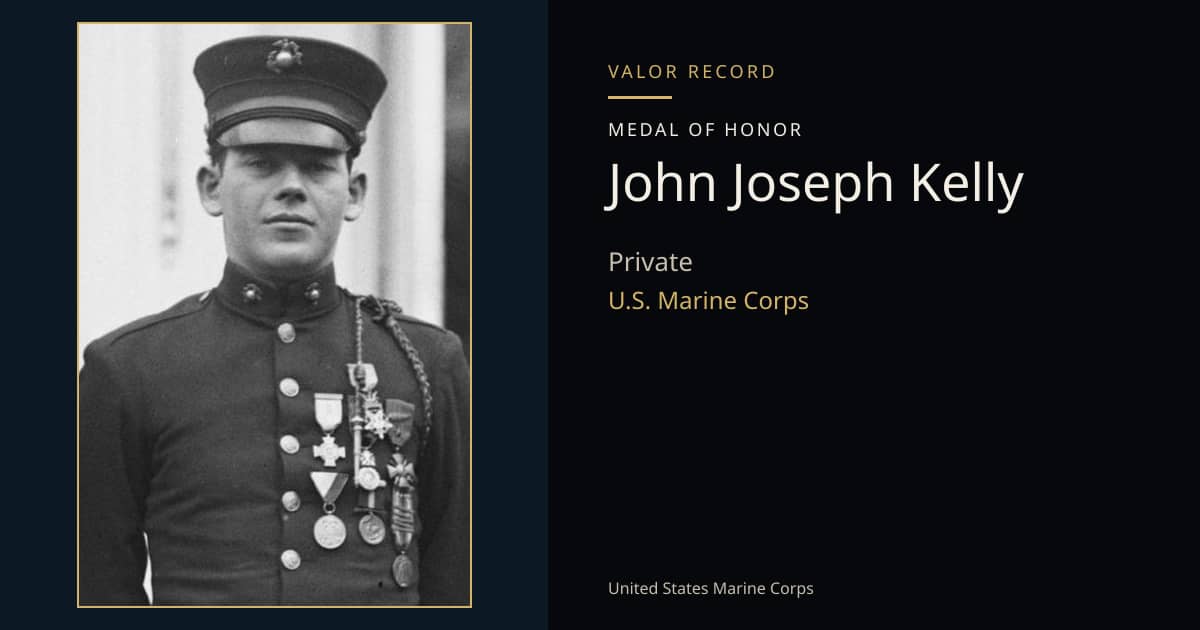 VALOR RECORD
MEDAL OF HONOR
John Joseph Kelly
Private
U.S. Marine Corps
United States Marine Corps